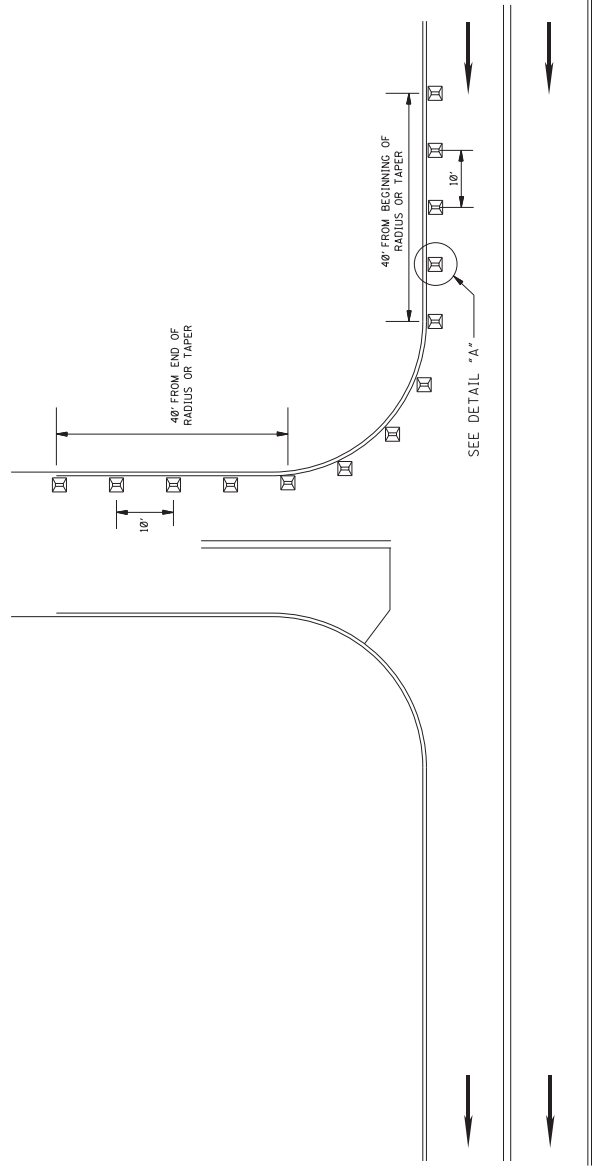 40' FROM END OF
RADIUS OR TAPER
10'
40' FROM BEGINNING OF
RADIUS OR TAPER
10'
SEE DETAIL "A"